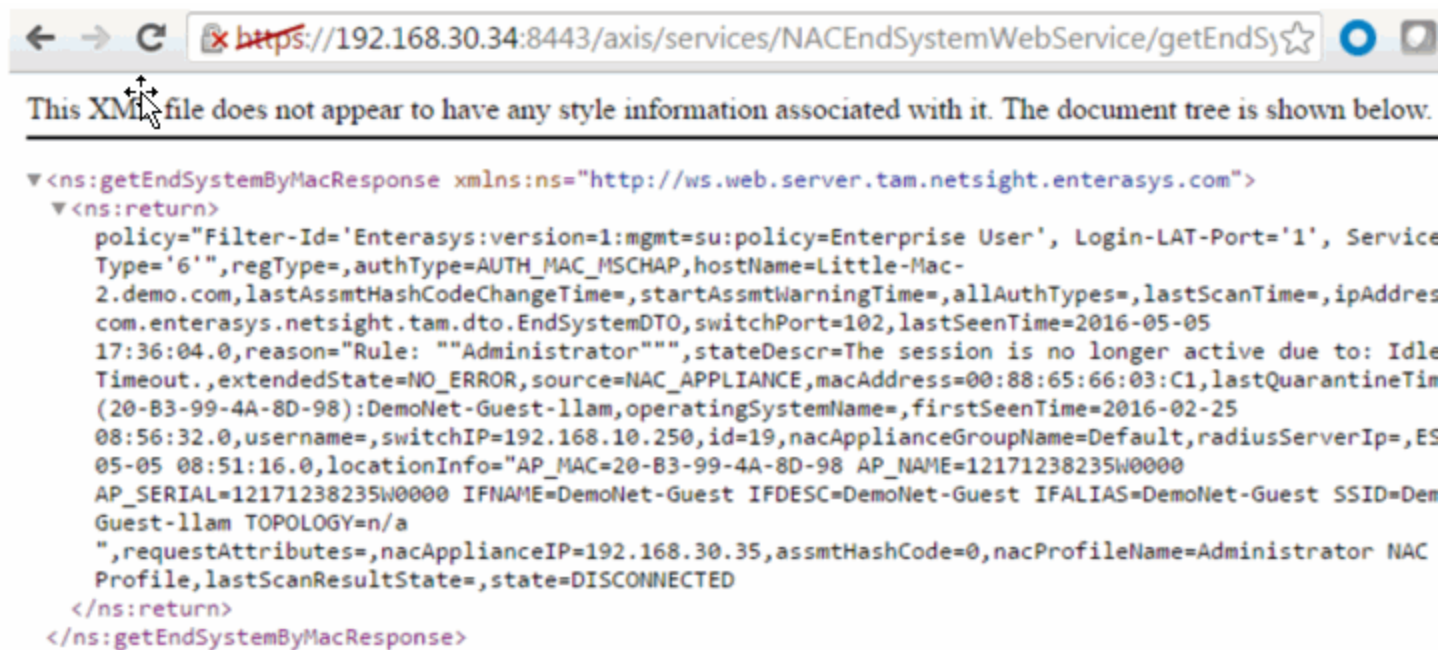 https://192.168.30.34:8443/axis/services/NACEndSystemWebService/getEndSy
This XML file does not appear to have any style information associated with it. The document tree is shown below.
▼<ns:getEndSystemByMacResponse xmlns:ns="http://ws.web.server.tam.netsight.enterasys.com">
▼<ns:return>
policy="Filter-Id='Enterasys:version=1:mgmt=su:policy=Enterprise User', Login-LAT-Port='1', Service
Type='6'",regType=,authType=AUTH_MAC_MSCHAP,hostName=Little-Mac-
2.demo.com,lastAssmtHashCodeChangeTime=,startAssmtWarningTime=,allAuthTypes=,lastScanTime=,ipAddres
com.enterasys.netsight.tam.dto.EndSystemDTO,switchPort=102,lastSeenTime=2016-05-05
17:36:04.0,reason="Rule: ""Administrator""",stateDescr=The session is no longer active due to: Idle
Timeout.,extendedState=NO_ERROR,source=NAC_APPLIANCE,macAddress=00:88:65:66:03:C1,lastQuarantineTim
(20-B3-99-4A-8D-98):DemoNet-Guest-llam,operatingSystemName=,firstSeenTime=2016-02-25
08:56:32.0,username=,switchIP=192.168.10.250,id=19,nacApplianceGroupName=Default,radiusServerIp=,ES
05-05 08:51:16.0,locationInfo="AP_MAC=20-B3-99-4A-8D-98 AP_NAME=12171238235W0000
AP_SERIAL=12171238235W0000 IFNAME=DemoNet-Guest IFDESC=DemoNet-Guest IFALIAS=DemoNet-Guest SSID=Dem
Guest-llam TOPOLOGY=n/a
",requestAttributes=,nacApplianceIP=192.168.30.35,assmtHashCode=0,nacProfileName=Administrator NAC
Profile,lastScanResultState=,state=DISCONNECTED
</ns:return>
</ns:getEndSystemByMacResponse>